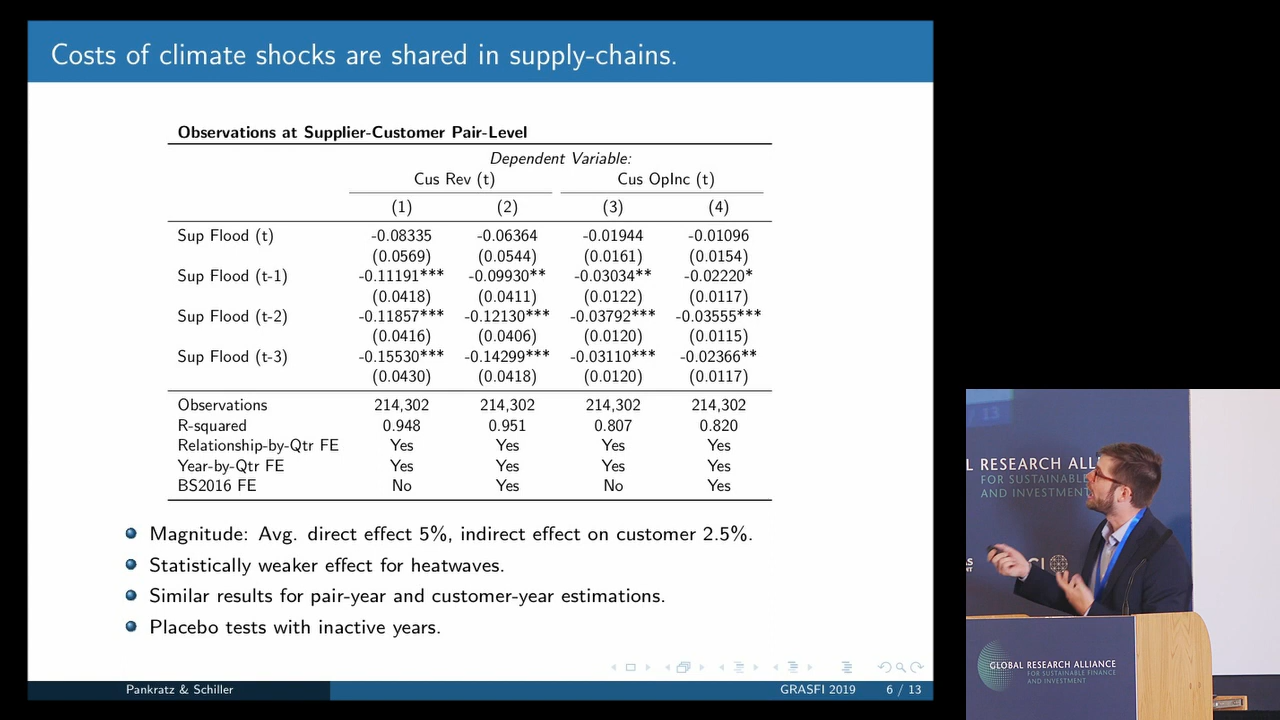 Costs of climate shocks are shared in supply-chains.
Observations at Supplier-Customer Pair-Level
Dependent Variable:
Cus Rev (t) Cus OpInc (t)
(1) (2) (3) (4)
Sup Flood (t) -0.08335 -0.06364 -0.01944 -0.01096
(0.0569) (0.0544) (0.0161) (0.0154)
Sup Flood (t-1) -0.11191*** -0.09930** -0.03034** -0.02220*
(0.0418) (0.0411) (0.0122) (0.0117)
Sup Flood (t-2) -0.11857*** -0.12130*** -0.03792*** -0.03555***
(0.0416) (0.0406) (0.0120) (0.0115)
Sup Flood (t-3) -0.15530*** -0.14299*** -0.03110*** -0.02366**
(0.0430) (0.0418) (0.0120) (0.0117)
Observations 214,302 214,302 214,302 214,302
R-squared 0.948 0.951 0.807 0.820
Relationship-by-Qtr FE Yes Yes Yes Yes
Year-by-Qtr FE Yes Yes Yes Yes
BS2016 FE No Yes No Yes
Magnitude: Avg. direct effect 5%, indirect effect on customer 2.5%.
Statistically weaker effect for heatwaves.
Similar results for pair-year and customer-year estimations.
Placebo tests with inactive years.
Pankratz & Schiller GRASFI 2019 6 / 13
/ 13
L RESEARCH ALL
FOR SUSTAINABLE
AND INVESTMENT
GLOBAL RESEARCH ALLIANCE
FOR SUSTAINABLE FINANCE
AND INVESTMENT